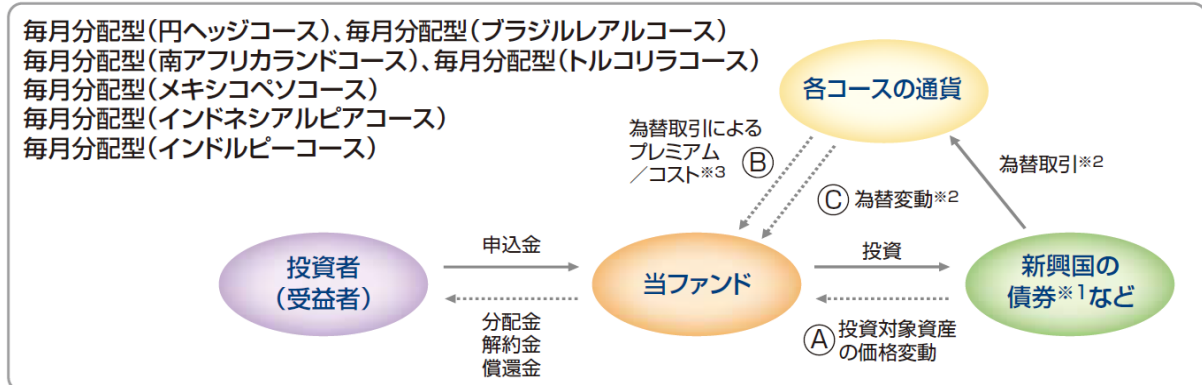 毎月分配型(円ヘッジコース)、毎月分配型(ブラジルレアルコース)
毎月分配型(南アフリカランドコース)、毎月分配型(トルコリラコース)
毎月分配型(メキシコペソコース)
毎月分配型(インドネシアルピアコース)
毎月分配型(インドルピーコース)
各コースの通貨
為替取引による
プレミアム
/コスト※3
Ⓑ
Ⓒ為替変動※2
為替取引※2
投資者
(受益者)
申込金
分配金
解約金
償還金
当ファンド
投資
Ⓐ投資対象資産
の価格変動
新興国の
債券※1など